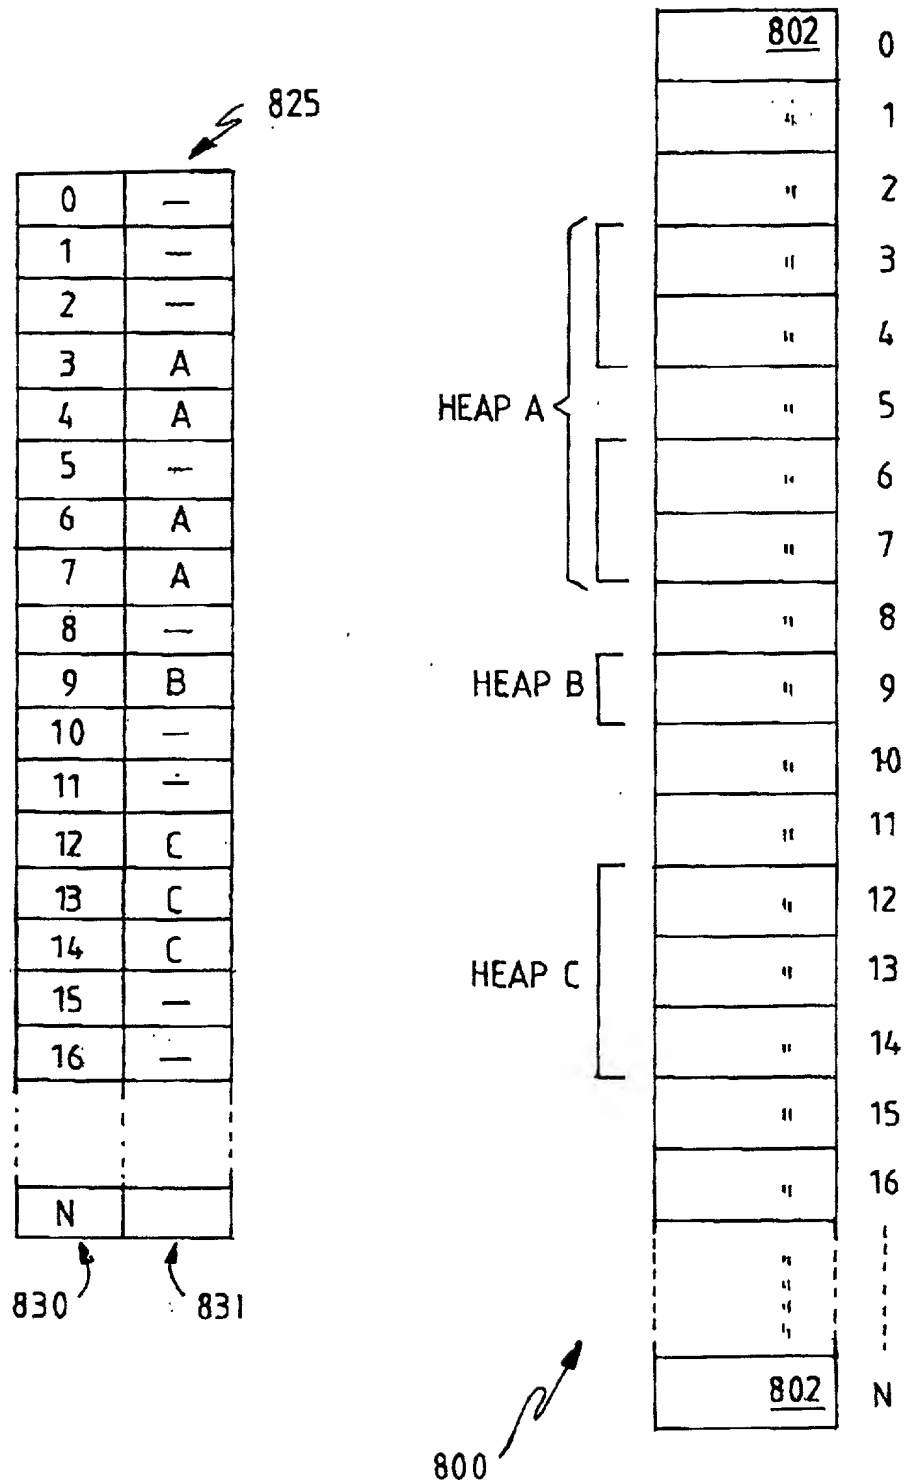 825
0 —
1 —
2 —
3 A
4 A
5 —
6 A
7 A
8 —
9 B
10 —
11 —
12 C
13 C
14 C
15 —
16 —
N
830
831
802 0
" 1
" 2
" 3
" 4
" 5
" 6
" 7
" 8
" 9
" 10
" 11
" 12
" 13
" 14
" 15
" 16
"
"
"
"
802 N
HEAP A
HEAP B
HEAP C
800